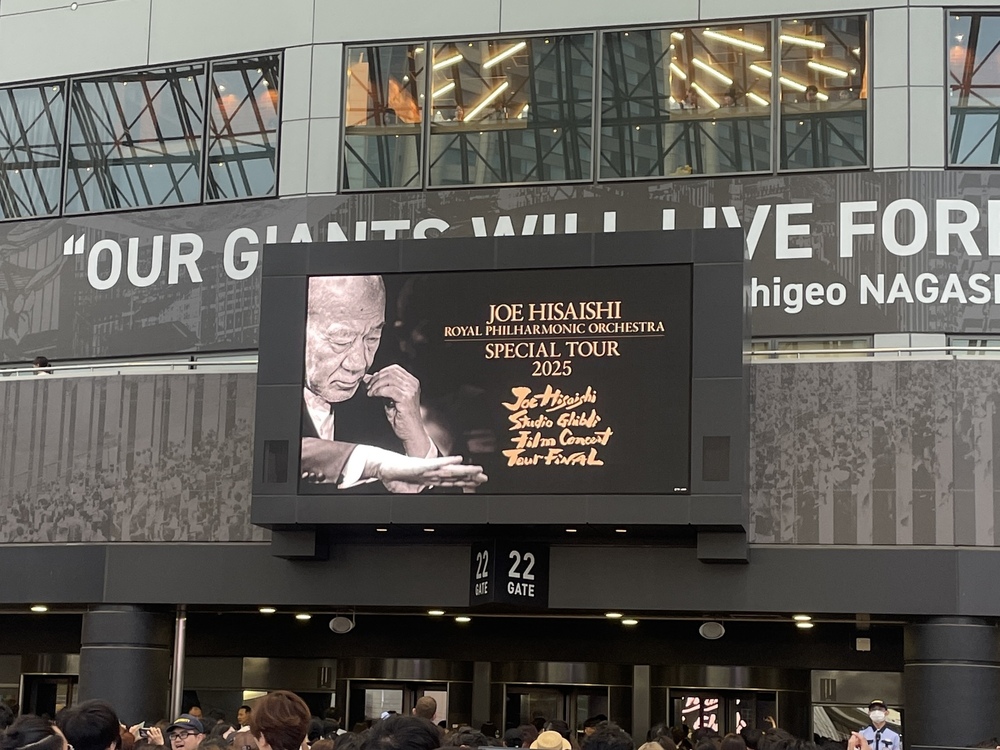 “OUR GIANTS WILL LIVE
higeo NAGAS
JOE HISAISHI
ROYAL PHILHARMONIC ORCHESTRA
SPECIAL TOUR
2025
Joe Hisaishi
Studio Ghibli
Film Concert
Tour FiNAL
22
GATE
22
GATE